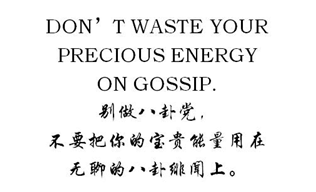 DON’T WASTE YOUR
PRECIOUS ENERGY
ON GOSSIP.
别做八卦党，
不要把你的宝贵能量用在
无聊的八卦绯闻上。